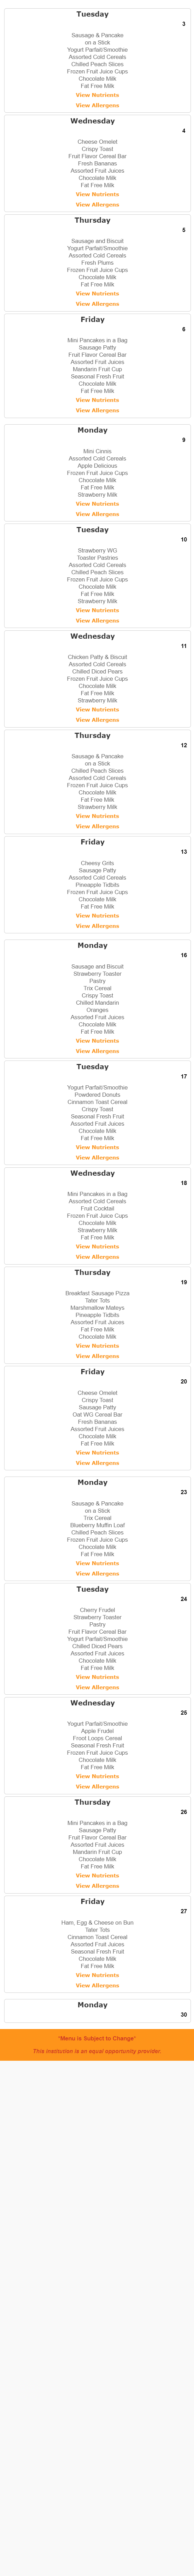 Tuesday
3
Sausage & Pancake
on a Stick
Yogurt Parfait/Smoothie
Assorted Cold Cereals
Chilled Peach Slices
Frozen Fruit Juice Cups
Chocolate Milk
Fat Free Milk
View Nutrients
View Allergens
Wednesday
4
Cheese Omelet
Crispy Toast
Fruit Flavor Cereal Bar
Fresh Bananas
Assorted Fruit Juices
Chocolate Milk
Fat Free Milk
View Nutrients
View Allergens
Thursday
5
Sausage and Biscuit
Yogurt Parfait/Smoothie
Assorted Cold Cereals
Fresh Plums
Frozen Fruit Juice Cups
Chocolate Milk
Fat Free Milk
View Nutrients
View Allergens
Friday
6
Mini Pancakes in a Bag
Sausage Patty
Fruit Flavor Cereal Bar
Assorted Fruit Juices
Mandarin Fruit Cup
Seasonal Fresh Fruit
Chocolate Milk
Fat Free Milk
View Nutrients
View Allergens
Monday
9
Mini Cinnis
Assorted Cold Cereals
Apple Delicious
Frozen Fruit Juice Cups
Chocolate Milk
Fat Free Milk
Strawberry Milk
View Nutrients
View Allergens
Tuesday
10
Strawberry WG
Toaster Pastries
Assorted Cold Cereals
Chilled Peach Slices
Frozen Fruit Juice Cups
Chocolate Milk
Fat Free Milk
Strawberry Milk
View Nutrients
View Allergens
Wednesday
11
Chicken Patty & Biscuit
Assorted Cold Cereals
Chilled Diced Pears
Frozen Fruit Juice Cups
Chocolate Milk
Fat Free Milk
Strawberry Milk
View Nutrients
View Allergens
Thursday
12
Sausage & Pancake
on a Stick
Chilled Peach Slices
Assorted Cold Cereals
Frozen Fruit Juice Cups
Chocolate Milk
Fat Free Milk
Strawberry Milk
View Nutrients
View Allergens
Friday
13
Cheesy Grits
Sausage Patty
Assorted Cold Cereals
Pineapple Tidbits
Frozen Fruit Juice Cups
Chocolate Milk
Fat Free Milk
View Nutrients
View Allergens
Monday
16
Sausage and Biscuit
Strawberry Toaster
Pastry
Trix Cereal
Crispy Toast
Chilled Mandarin
Oranges
Assorted Fruit Juices
Chocolate Milk
Fat Free Milk
View Nutrients
View Allergens
Tuesday
17
Yogurt Parfait/Smoothie
Powdered Donuts
Cinnamon Toast Cereal
Crispy Toast
Seasonal Fresh Fruit
Assorted Fruit Juices
Chocolate Milk
Fat Free Milk
View Nutrients
View Allergens
Wednesday
18
Mini Pancakes in a Bag
Assorted Cold Cereals
Fruit Cocktail
Frozen Fruit Juice Cups
Chocolate Milk
Strawberry Milk
Fat Free Milk
View Nutrients
View Allergens
Thursday
19
Breakfast Sausage Pizza
Tater Tots
Marshmallow Mateys
Pineapple Tidbits
Assorted Fruit Juices
Fat Free Milk
Chocolate Milk
View Nutrients
View Allergens
Friday
20
Cheese Omelet
Crispy Toast
Sausage Patty
Oat WG Cereal Bar
Fresh Bananas
Assorted Fruit Juices
Chocolate Milk
Fat Free Milk
View Nutrients
View Allergens
Monday
23
Sausage & Pancake
on a Stick
Trix Cereal
Blueberry Muffin Loaf
Chilled Peach Slices
Frozen Fruit Juice Cups
Chocolate Milk
Fat Free Milk
View Nutrients
View Allergens
Tuesday
24
Cherry Frudel
Strawberry Toaster
Pastry
Fruit Flavor Cereal Bar
Yogurt Parfait/Smoothie
Chilled Diced Pears
Assorted Fruit Juices
Chocolate Milk
Fat Free Milk
View Nutrients
View Allergens
Wednesday
25
Yogurt Parfait/Smoothie
Apple Frudel
Froot Loops Cereal
Seasonal Fresh Fruit
Frozen Fruit Juice Cups
Chocolate Milk
Fat Free Milk
View Nutrients
View Allergens
Thursday
26
Mini Pancakes in a Bag
Sausage Patty
Fruit Flavor Cereal Bar
Assorted Fruit Juices
Mandarin Fruit Cup
Chocolate Milk
Fat Free Milk
View Nutrients
View Allergens
Friday
27
Ham, Egg & Cheese on Bun
Tater Tots
Cinnamon Toast Cereal
Assorted Fruit Juices
Seasonal Fresh Fruit
Chocolate Milk
Fat Free Milk
View Nutrients
View Allergens
Monday
30
"Menu is Subject to Change"
This institution is an equal opportunity provider.